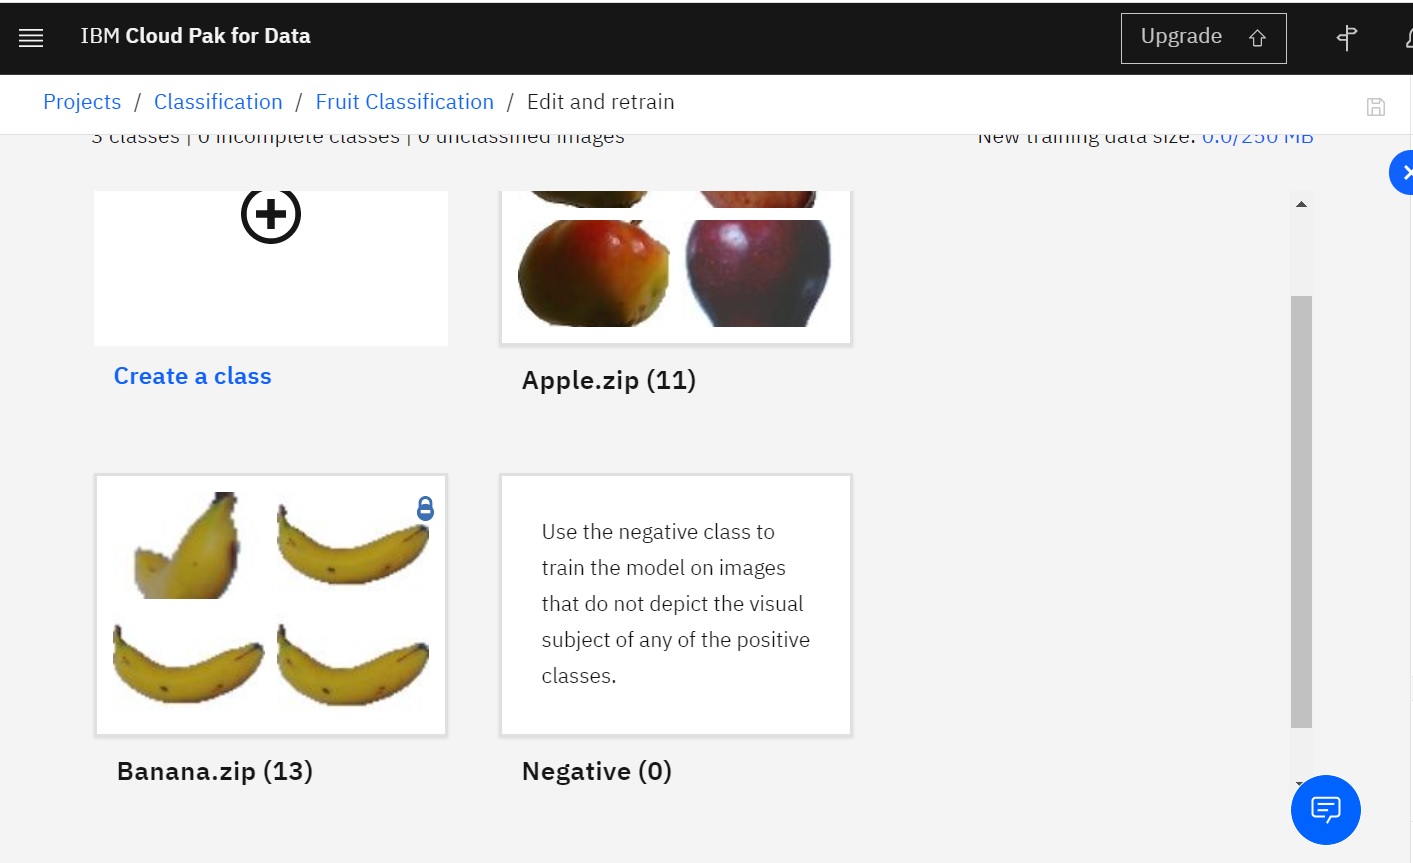 IBM Cloud Pak for Data
Upgrade
Projects / Classification / Fruit Classification / Edit and retrain
3 classes | 0 incomplete classes | 0 unclassified images
New training data size: 0.0/250 MB
Create a class
Apple.zip (11)
Use the negative class to
train the model on images
that do not depict the visual
subject of any of the positive
classes.
Banana.zip (13)
Negative (0)